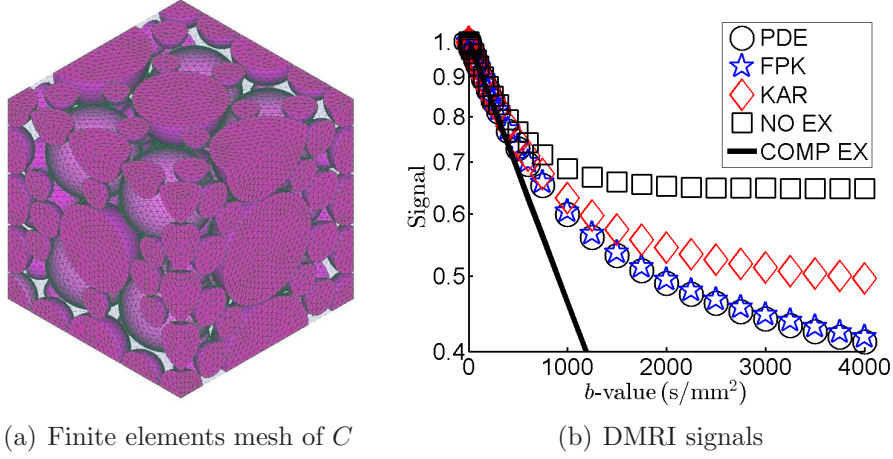 1.
0.9
0.8
0.7
0.6
0.5
0.4
Signal
PDE
FPK
KAR
NO EX
COMP EX
0 1000 2000 3000 4000
b-value (s/mm²)
(a) Finite elements mesh of C
(b) DMRI signals